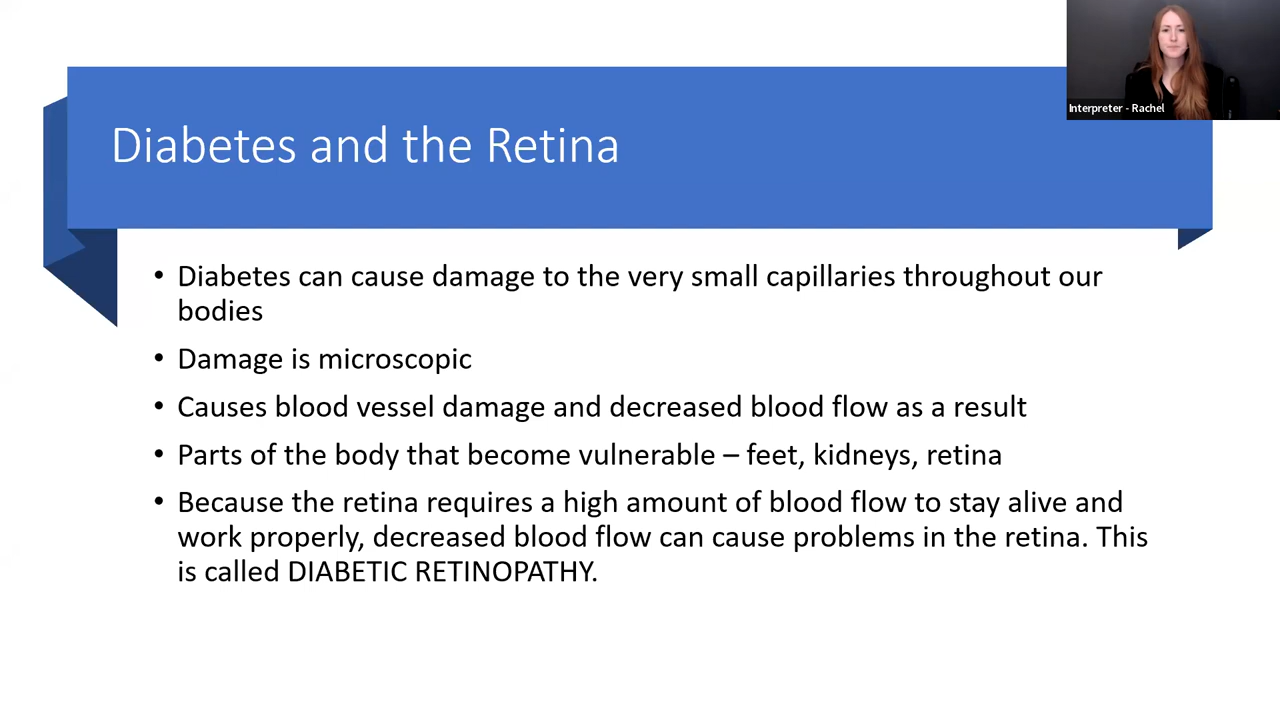 Interpreter - Rachel
Diabetes and the Retina
• Diabetes can cause damage to the very small capillaries throughout our
bodies
• Damage is microscopic
• Causes blood vessel damage and decreased blood flow as a result
• Parts of the body that become vulnerable – feet, kidneys, retina
• Because the retina requires a high amount of blood flow to stay alive and
work properly, decreased blood flow can cause problems in the retina. This
is called DIABETIC RETINOPATHY.